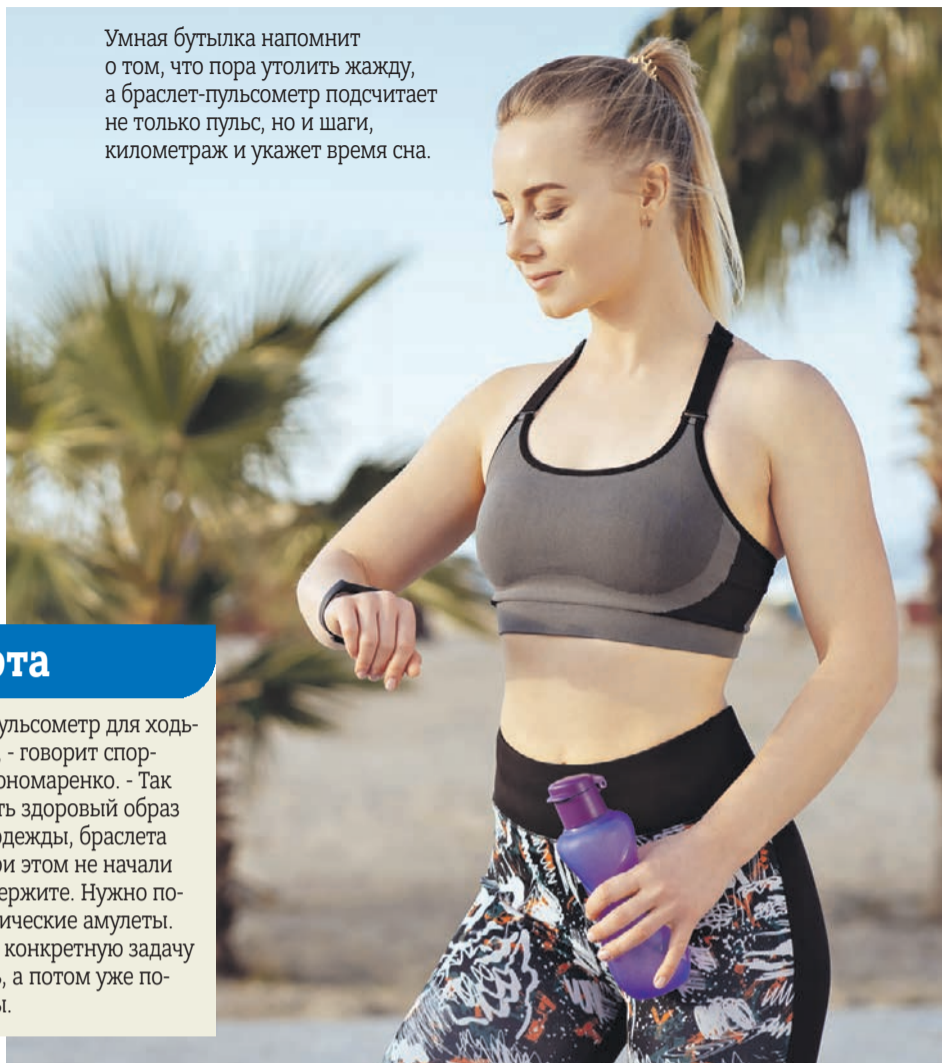 Умная бутылка напомнит
о том, что пора утолить жажду,
а браслет-пульсометр подсчитает
не только пульс, но и шаги,
километраж и укажет время сна.
ота
ульсометр для ходь-
, - говорит спор-
ономаренко. - Так
ть здоровый образ
одежды, браслета
ри этом не начали
ержите. Нужно по-
ические амулеты.
конкретную задачу
ь, а потом уже по-
ы.